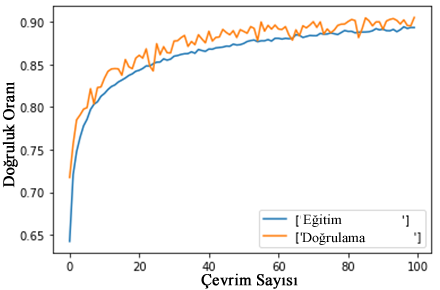 0.90
0.85
0.80
0.75
0.70
0.65
Doğruluk Oranı
['Eğitim ']
['Doğrulama ']
0 20 40 60 80 100
Çevrim Sayısı